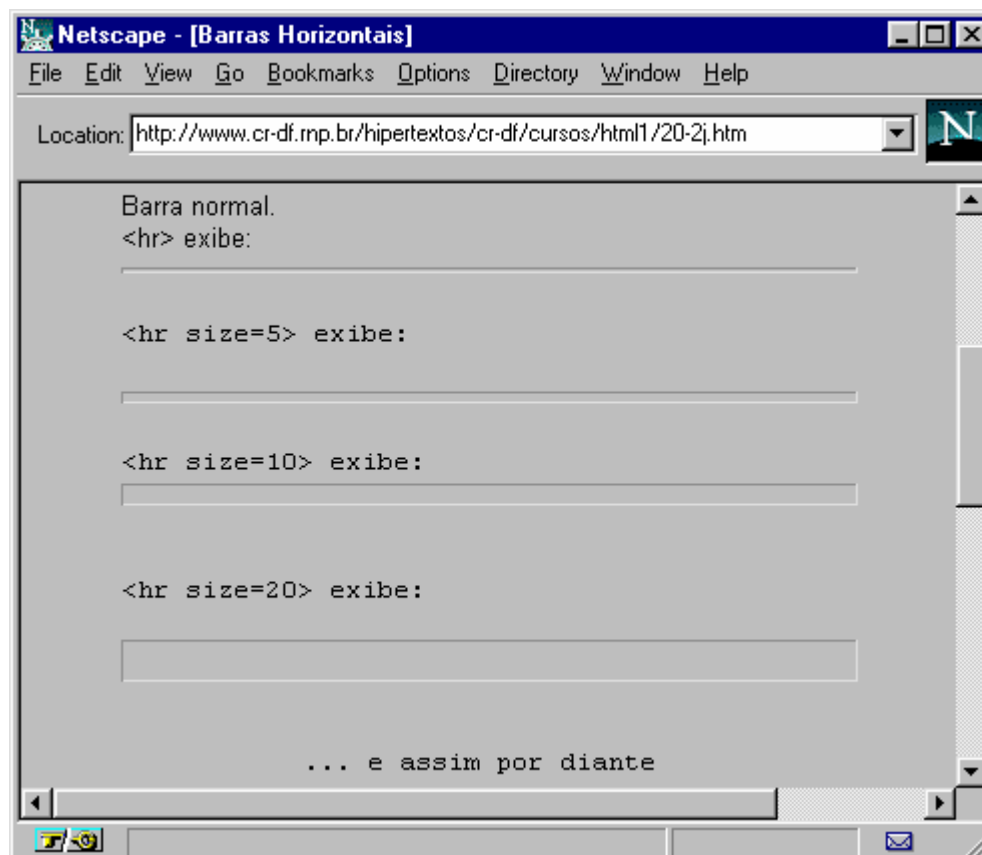 Netscape - [Barras Horizontais]
File Edit View Go Bookmarks Options Directory Window Help
Location: http://www.cr-df.rnp.br/hipertextos/cr-df/cursos/html1/20-2j.htm
N
Barra normal.
<hr> exibe:
<hr size=5> exibe:
<hr size=10> exibe:
<hr size=20> exibe:
... e assim por diante